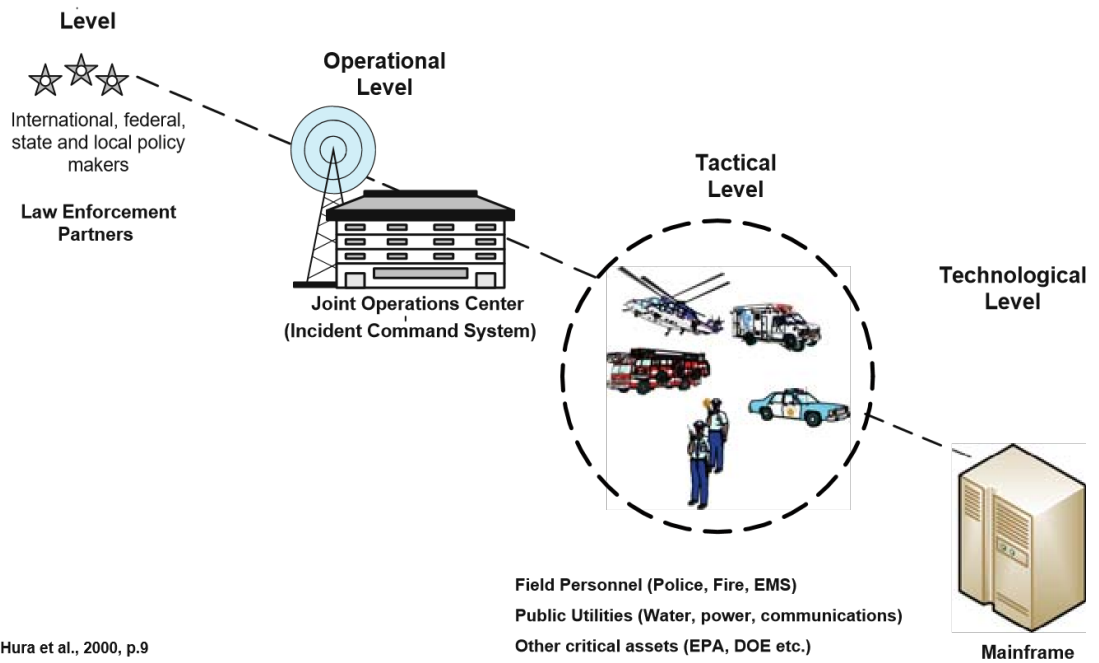 Level
International, federal,
state and local policy
makers
Law Enforcement
Partners
Operational
Level
Joint Operations Center
(Incident Command System)
Tactical
Level
Field Personnel (Police, Fire, EMS)
Public Utilities (Water, power, communications)
Other critical assets (EPA, DOE etc.)
Technological
Level
Mainframe
Hura et al., 2000, p.9